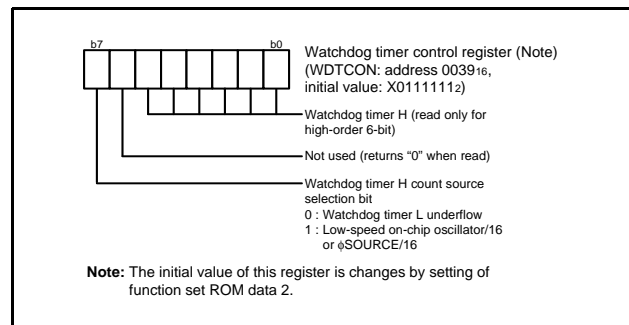 b7
b0
Watchdog timer control register (Note)
(WDTCON: address 003916,
initial value: X01111112)
Watchdog timer H (read only for
high-order 6-bit)
Not used (returns “0” when read)
Watchdog timer H count source
selection bit
0 : Watchdog timer L underflow
1 : Low-speed on-chip oscillator/16
or ϕSOURCE/16
Note: The initial value of this register is changes by setting of
function set ROM data 2.